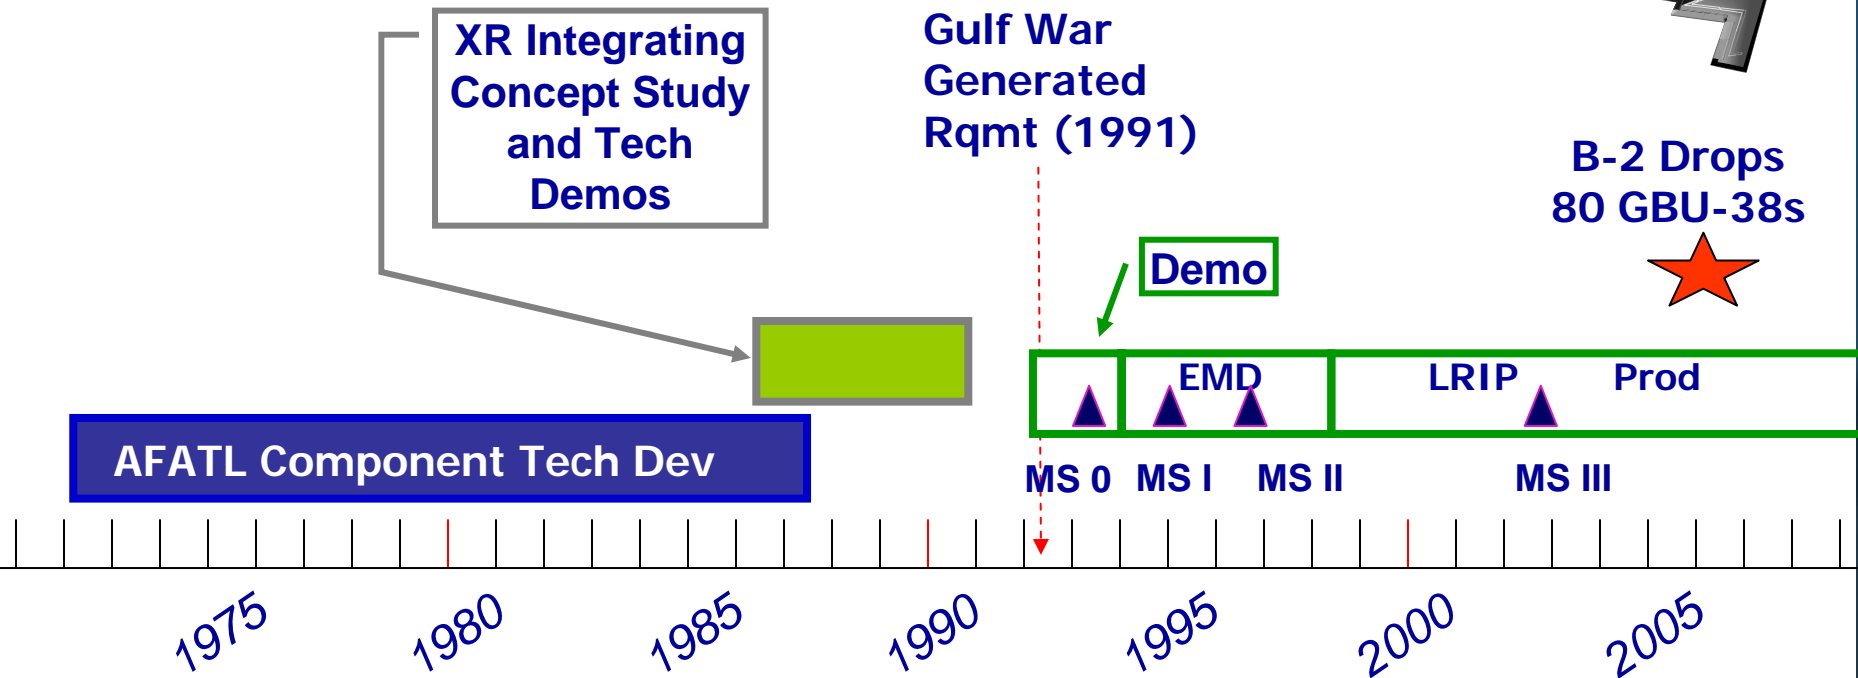 XR Integrating
Concept Study
and Tech
Demos
Gulf War
Generated
Rqmt (1991)
B-2 Drops
80 GBU-38s
Demo
EMD
LRIP
Prod
AFATL Component Tech Dev
MS 0
MS I
MS II
MS III
1975
1980
1985
1990
1995
2000
2005